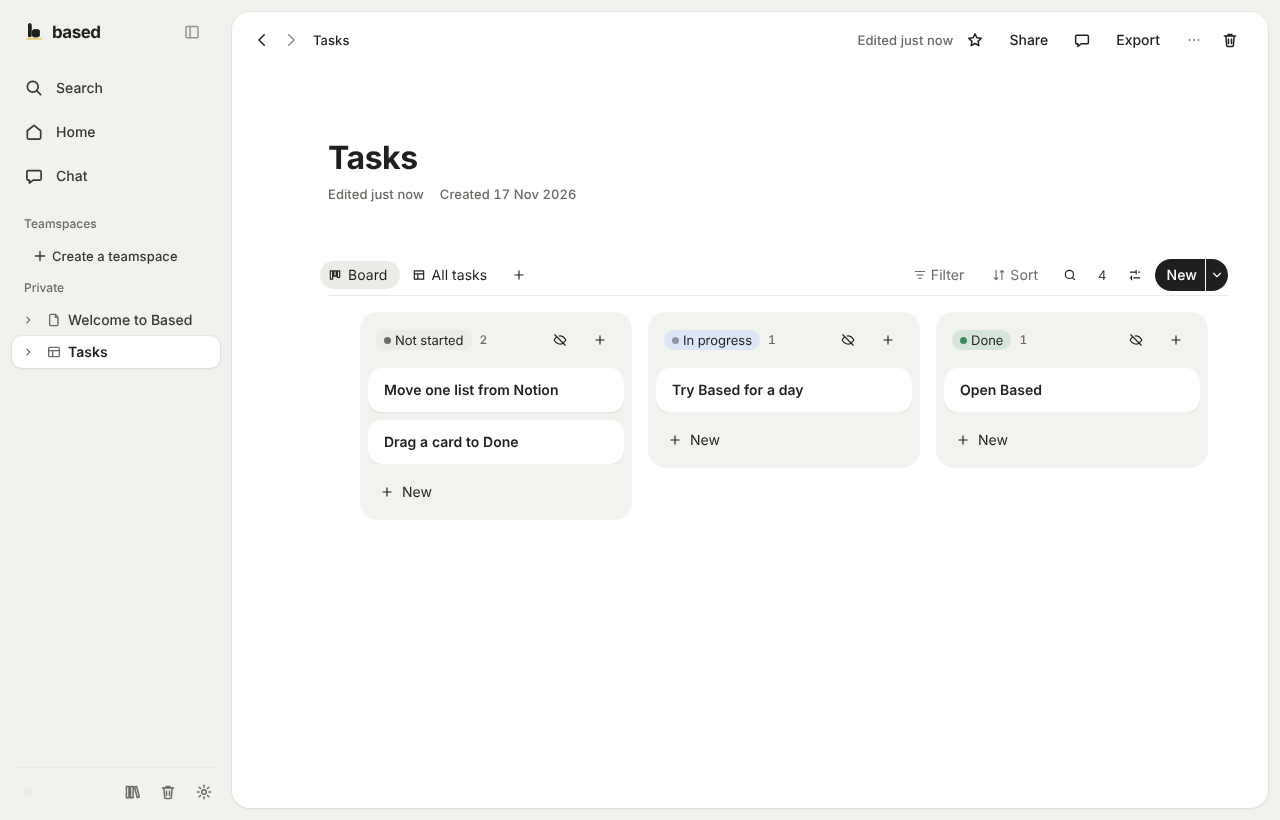 based
Search
Home
Chat
Teamspaces
Create a teamspace
Private
Welcome to Based
Tasks
Tasks
Edited just now
Share
Export
Tasks
Edited just now Created 17 Nov 2026
Board
All tasks
Filter
Sort
4
New
Not started 2
Move one list from Notion
Drag a card to Done
New
In progress 1
Try Based for a day
New
Done 1
Open Based
New